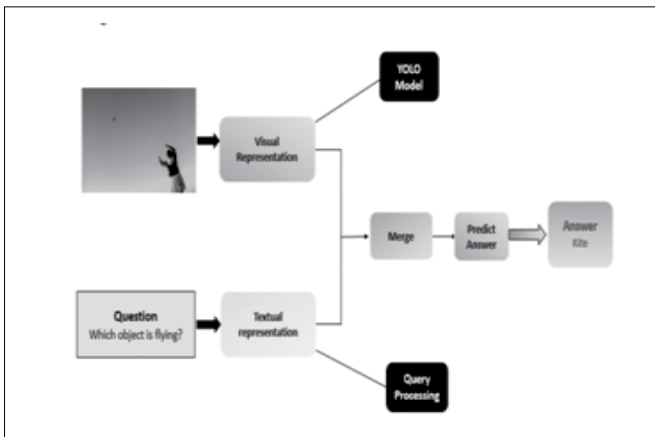 YOLO
Model
Visual
Representation
Merge
Predict
Answer
Answer
Kite
Question
Which object is flying?
Textual
representation
Query
Processing